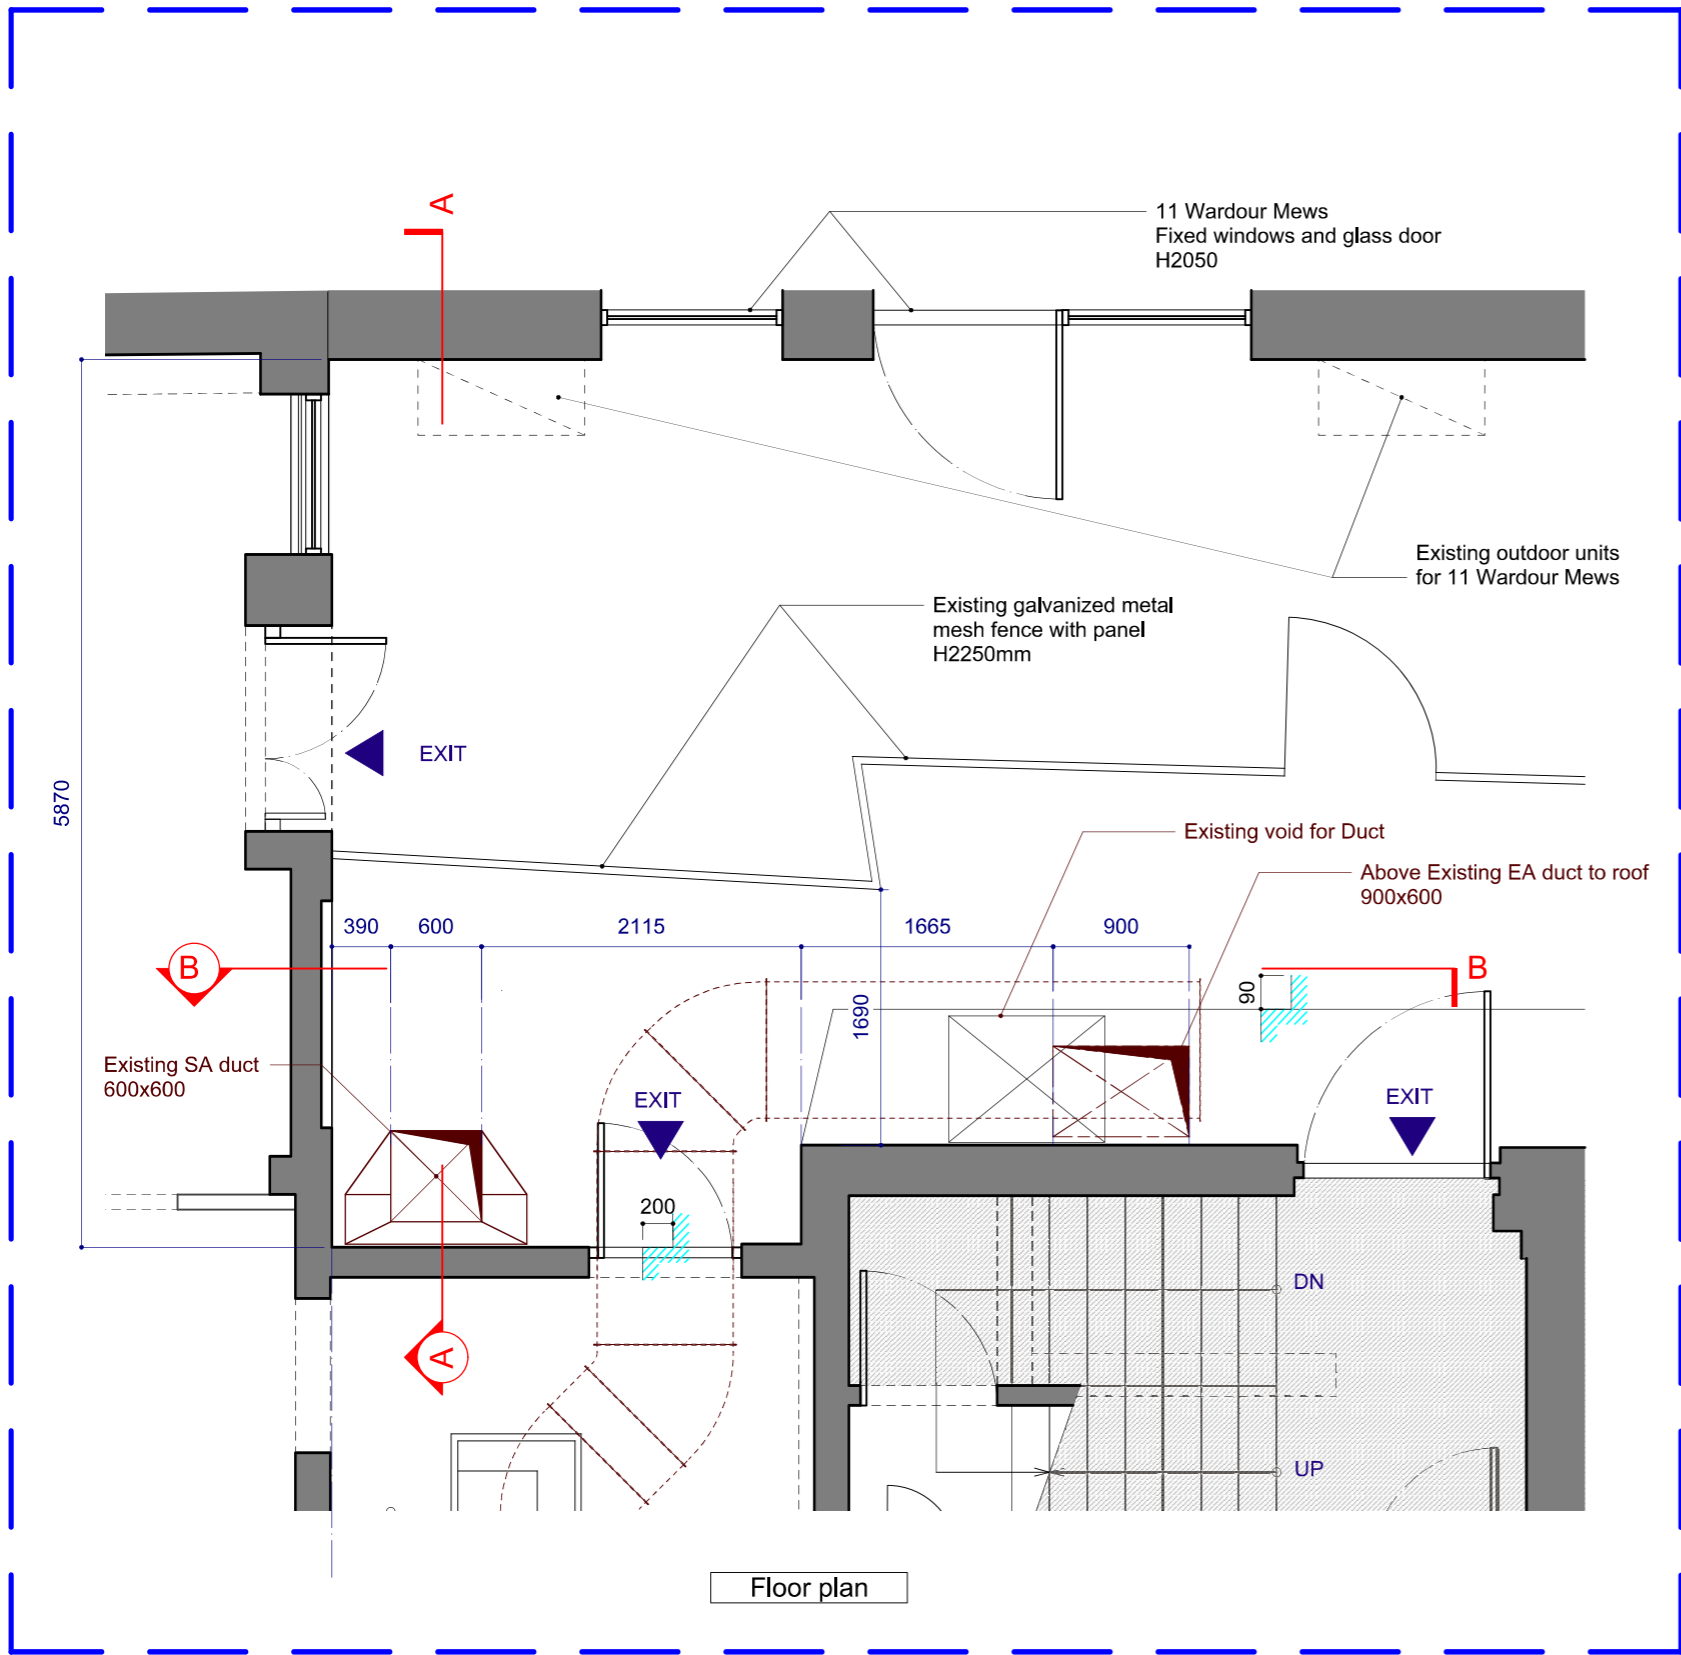 A
11 Wardour Mews
Fixed windows and glass door
H2050
Existing outdoor units
for 11 Wardour Mews
Existing galvanized metal
mesh fence with panel
H2250mm
EXIT
5870
Existing void for Duct
Above Existing EA duct to roof
900x600
390
600
2115
1665
900
B
B
90
1690
Existing SA duct
600x600
EXIT
EXIT
200
DN
A
UP
Floor plan